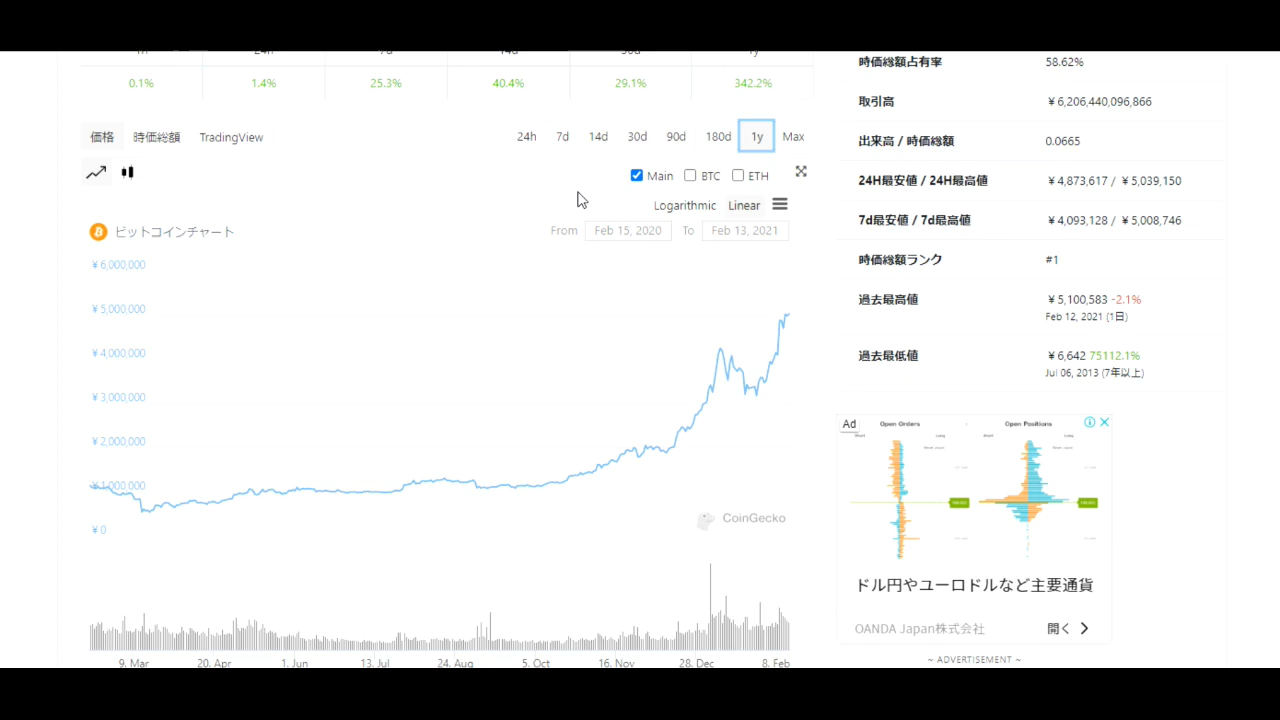 24h
7d
14d
30d
1y
0.1%
1.4%
25.3%
40.4%
29.1%
342.2%
価格
時価総額
TradingView
24h
7d
14d
30d
90d
180d
1y
Max
Main
BTC
ETH
Logarithmic
Linear
ビットコインチャート
From
Feb 15, 2020
To
Feb 13, 2021
¥6,000,000
¥5,000,000
¥4,000,000
¥3,000,000
¥2,000,000
¥1,000,000
¥0
CoinGecko
9. Mar
20. Apr
1. Jun
13. Jul
24. Aug
5. Oct
16. Nov
28. Dec
8. Feb
時価総額占有率
58.62%
取引高
¥6,206,440,096,866
出来高 / 時価総額
0.0665
24H最安値 / 24H最高値
¥4,873,617 / ¥5,039,150
7d最安値 / 7d最高値
¥4,093,128 / ¥5,008,746
時価総額ランク
#1
過去最高値
¥5,100,583 -2.1%
Feb 12, 2021 (1日)
過去最低値
¥6,642 75112.1%
Jul 06, 2013 (7年以上)
Ad
Open Orders
Open Positions
ドル円やユーロドルなど主要通貨
OANDA Japan株式会社
開く
~ ADVERTISEMENT ~